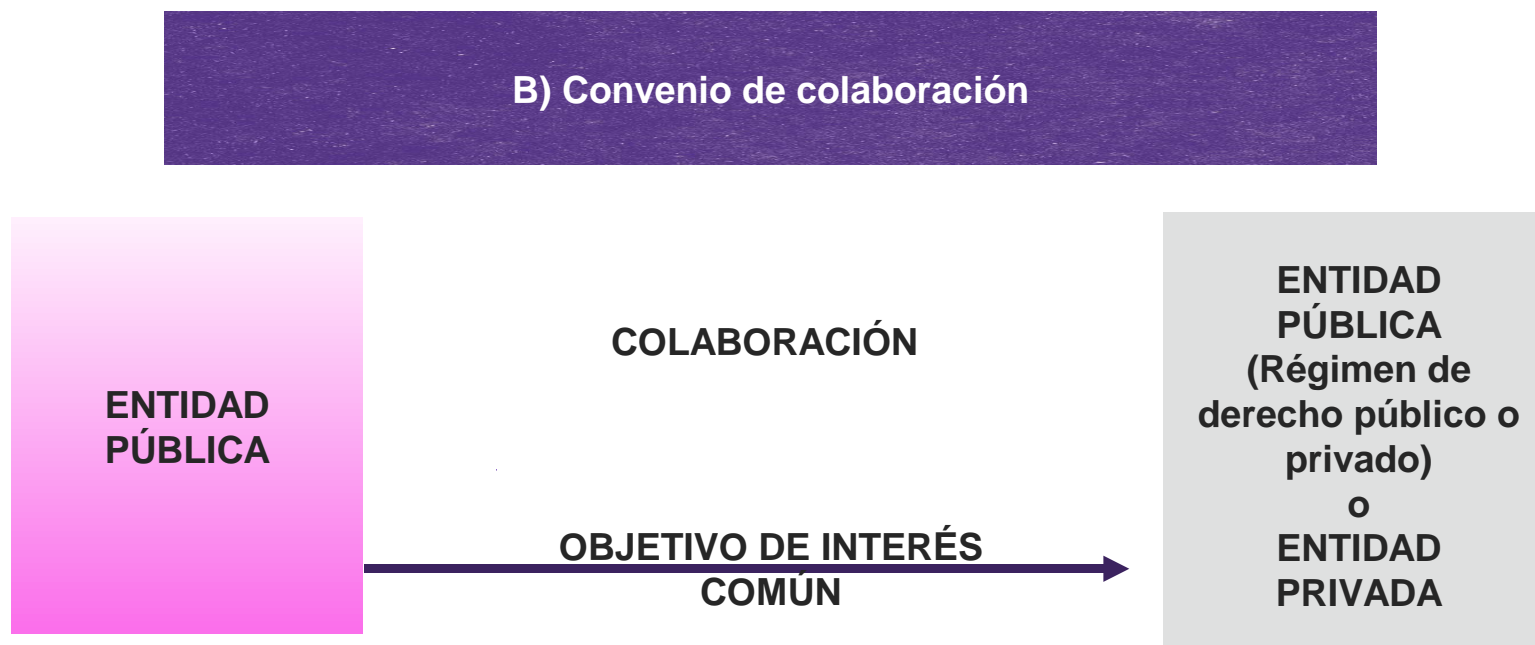 B) Convenio de colaboración
ENTIDAD
PÚBLICA
COLABORACIÓN
OBJETIVO DE INTERÉS
COMÚN
ENTIDAD
PÚBLICA
(Régimen de
derecho público o
privado)
o
ENTIDAD
PRIVADA